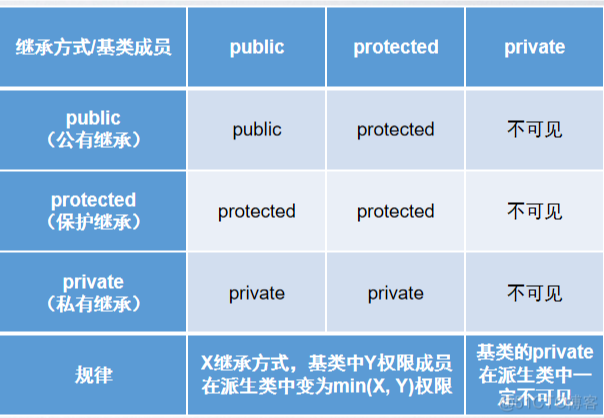 继承方式/基类成员 public protected private
public
（公有继承） public protected 不可见
protected
（保护继承） protected protected 不可见
private
（私有继承） private private 不可见
规律
X继承方式，基类中Y权限成员
在派生类中变为min(X, Y)权限
基类的private
在派生类中一
定不可见